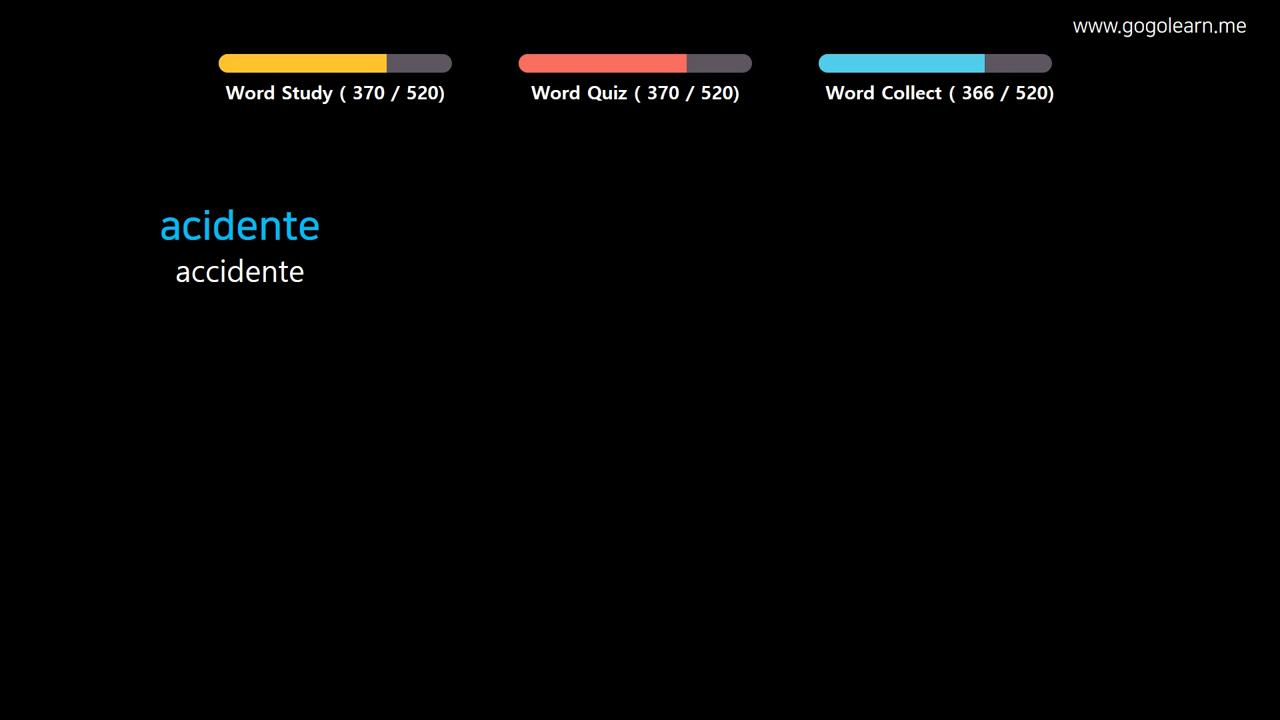 www.gogolearn.me
Word Study ( 370 / 520)
Word Quiz ( 370 / 520)
Word Collect ( 366 / 520)
acidente
accidente